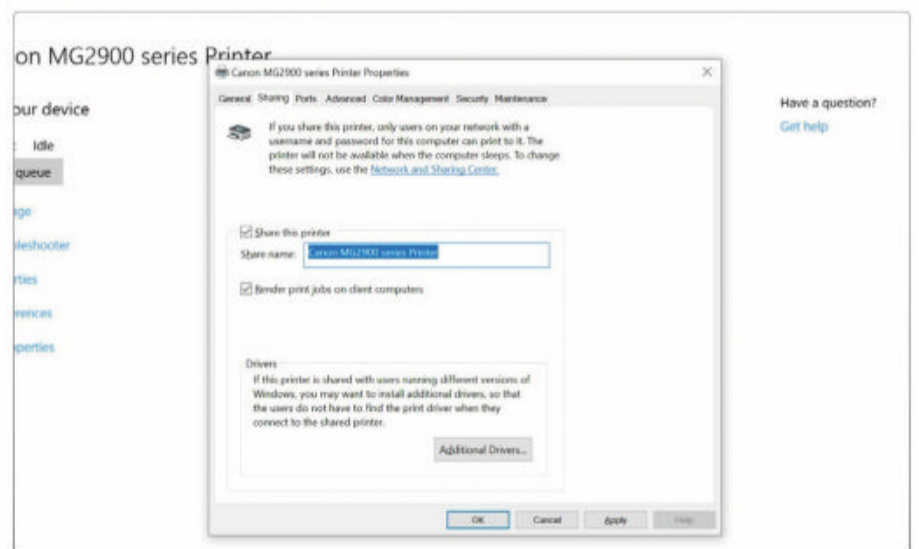 on MG2900 series Printer
our device
: Idle
queue
ge
leshooter
rties
erences
operties
Canon MG2900 series Printer Properties
General Sharing Ports Advanced Color Management Security Maintenance
If you share this printer, only users on your network with a
username and password for this computer can print to it. The
printer will not be available when the computer sleeps. To change
these settings, use the Network and Sharing Center.
Share this printer
Share name: Canon MG2900 series Printer
Render print jobs on client computers
Drivers
If this printer is shared with users running different versions of
Windows, you may want to install additional drivers, so that
the users do not have to find the print driver when they
connect to the shared printer.
Additional Drivers...
OK Cancel Apply Help
Have a question?
Get help